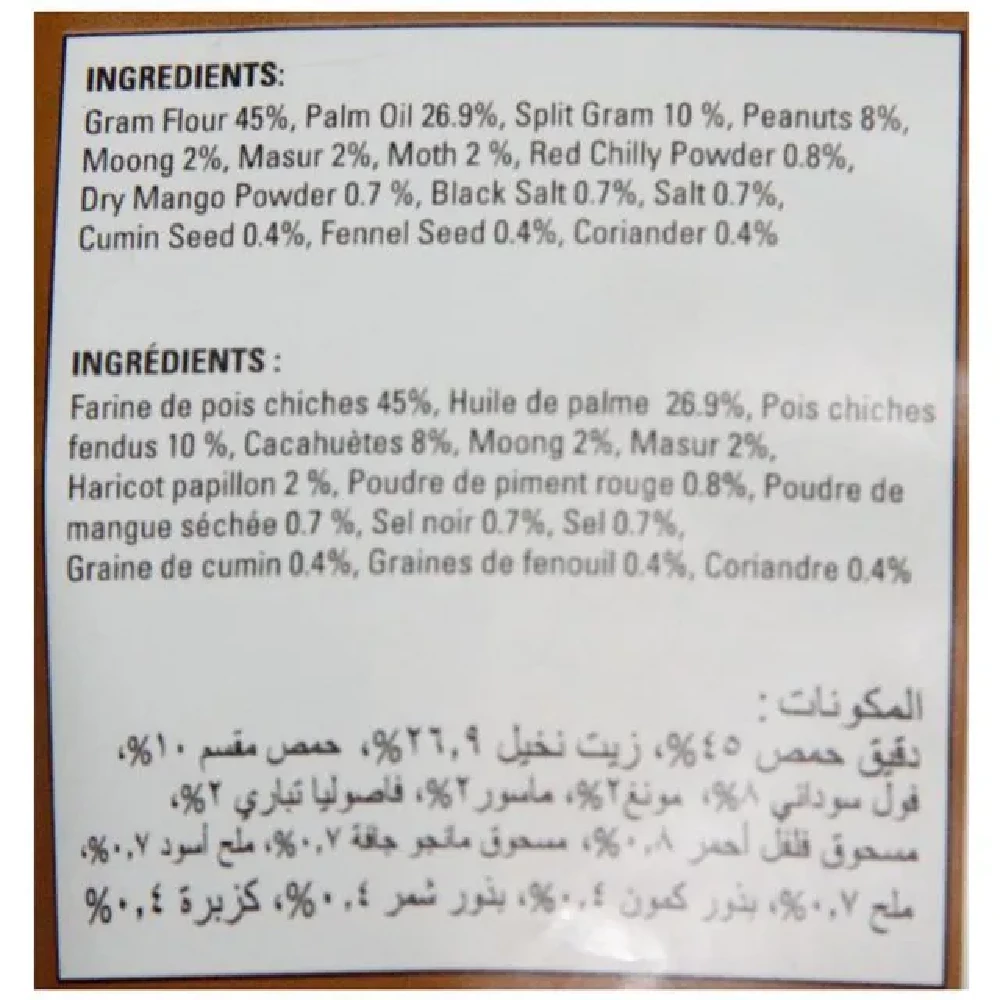 INGREDIENTS:
Gram Flour 45%, Palm Oil 26.9%, Split Gram 10 %, Peanuts 8%,
Moong 2%, Masur 2%, Moth 2 %, Red Chilly Powder 0.8%,
Dry Mango Powder 0.7 %, Black Salt 0.7%, Salt 0.7%,
Cumin Seed 0.4%, Fennel Seed 0.4%, Coriander 0.4%
INGRÉDIENTS :
Farine de pois chiches 45%, Huile de palme 26.9%, Pois chiches
fendus 10 %, Cacahuètes 8%, Moong 2%, Masur 2%,
Haricot papillon 2 %, Poudre de piment rouge 0.8%, Poudre de
mangue séchée 0.7 %, Sel noir 0.7%, Sel 0.7%,
Graine de cumin 0.4%, Graines de fenouil 0.4%, Coriandre 0.4%
المكونات :
دقيق حمص ٤٥%، زيت نخيل ٢٦,٩%، حمص مقسم ١٠%،
فول سوداني ٨%، مونغ ٢%، ماسور ٢%، فاصوليا تباري ٢%،
مسحوق فلفل أحمر ٠,٨%، مسحوق مانجو جافة ٠,٧%، ملح أسود ٠,٧%،
ملح ٠,٧%، بذور كمون ٠,٤%، بذور شمر ٠,٤%، كزبرة ٠,٤%